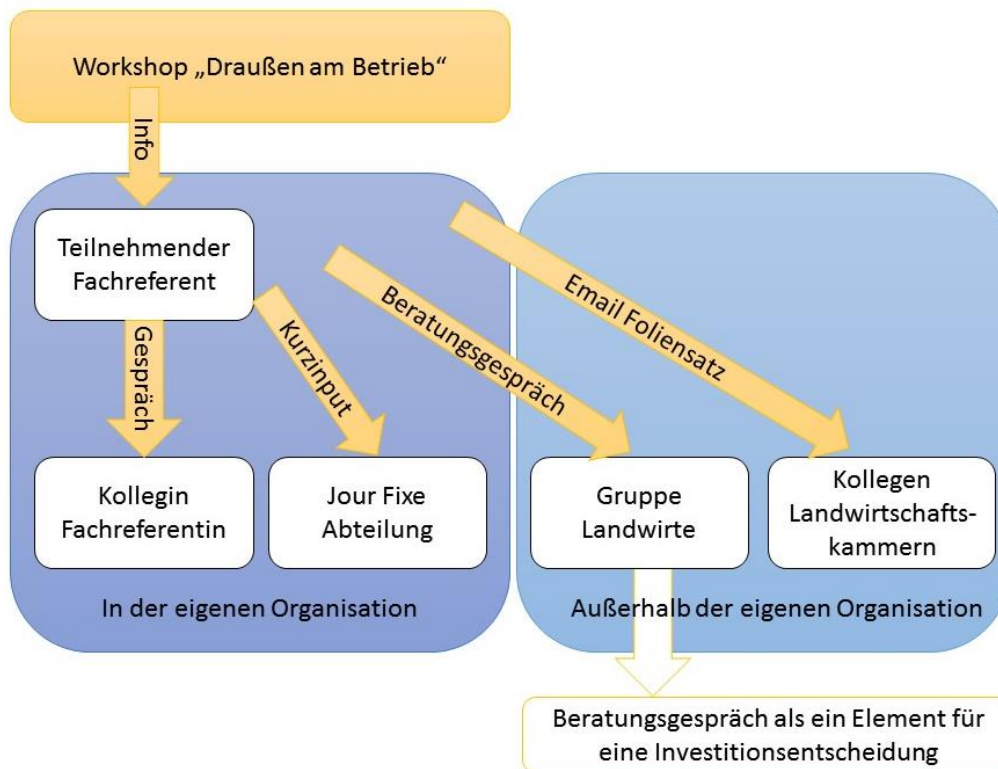 Workshop „Draußen am Betrieb“
Info
Teilnehmender
Fachreferent
Gespräch
Kurzinput
Beratungsgespräch
Email Foliensatz
Kollegin
Fachreferentin
Jour Fixe
Abteilung
Gruppe
Landwirte
Kollegen
Landwirtschafts-
kammern
In der eigenen Organisation
Außerhalb der eigenen Organisation
Beratungsgespräch als ein Element für
eine Investitionsentscheidung